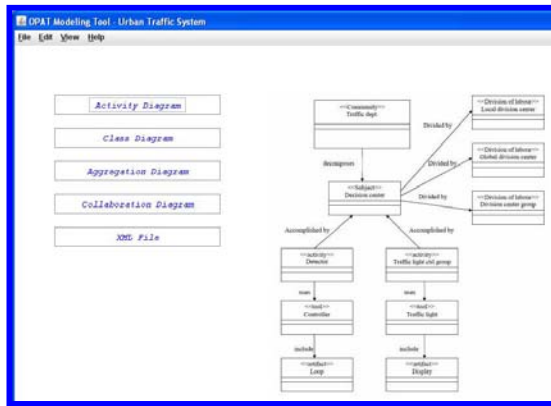 OPAT Modeling Tool - Urban Traffic System
File Edit View Help
Activity Diagram
Class Diagram
Aggregation Diagram
Collaboration Diagram
XML File
<<Community>>
Traffic dept
decomposes
<<Subject>>
Decision center
Divided by
<<Division of labour>>
Local division center
Divided by
<<Division of labour>>
Global division center
Divided by
<<Division of labour>>
Division center group
Accomplished by
Accomplished by
<<activity>>
Detector
<<activity>>
Traffic light ctrl group
uses
uses
<<tool>>
Controller
<<tool>>
Traffic light
include
include
<<artifact>>
Loop
<<artifact>>
Display